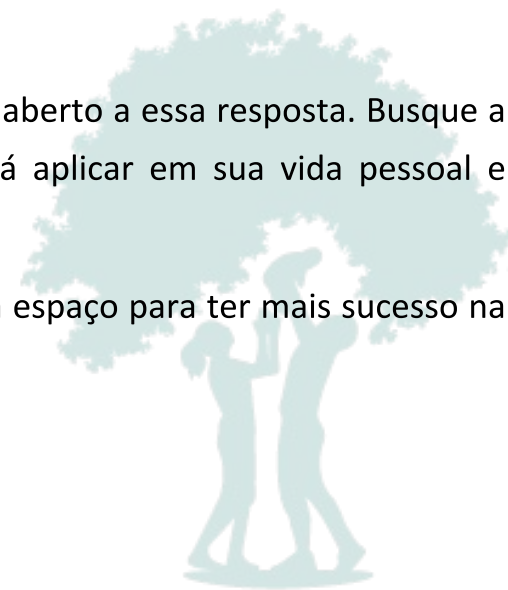 aberto a essa resposta. Busque a
á aplicar em sua vida pessoal e
espaço para ter mais sucesso na